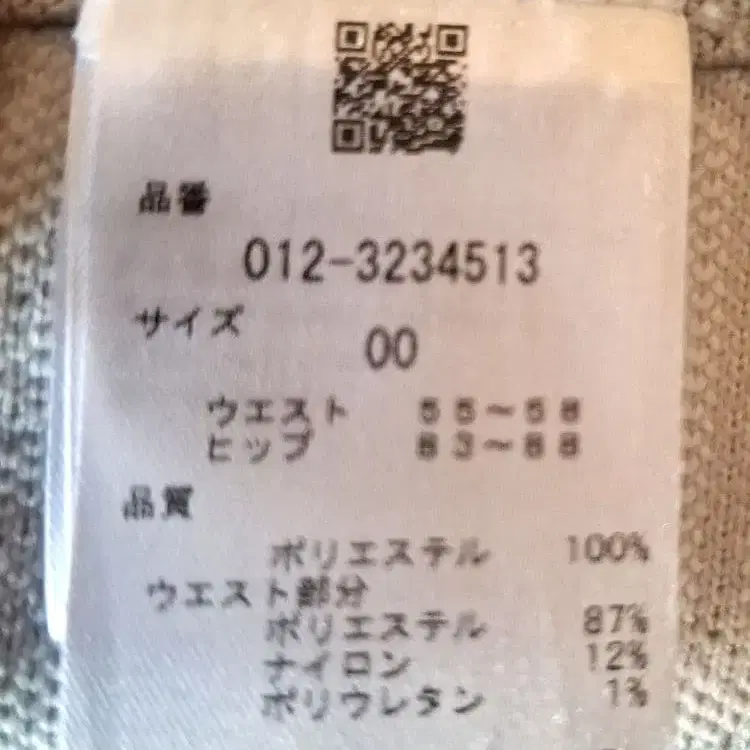 品番
012-3234513
サイズ
00
ウエスト 55～58
ヒップ 83～88
品質
ポリエステル 100%
ウエスト部分
ポリエステル 87%
ナイロン 12%
ポリウレタン 1%